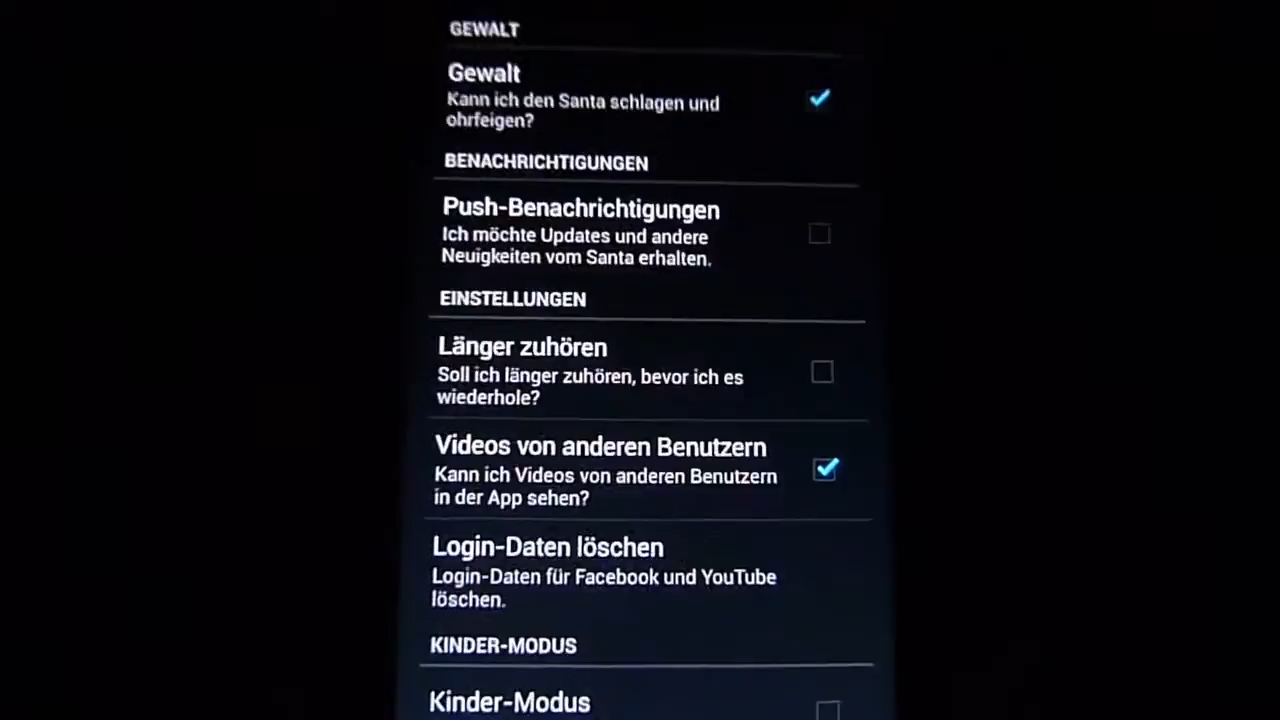 GEWALT
Gewalt
Kann ich den Santa schlagen und
ohrfeigen?
BENACHRICHTIGUNGEN
Push-Benachrichtigungen
Ich möchte Updates und andere
Neuigkeiten vom Santa erhalten.
EINSTELLUNGEN
Länger zuhören
Soll ich länger zuhören, bevor ich es
wiederhole?
Videos von anderen Benutzern
Kann ich Videos von anderen Benutzern
in der App sehen?
Login-Daten löschen
Login-Daten für Facebook und YouTube
löschen.
KINDER-MODUS
Kinder-Modus